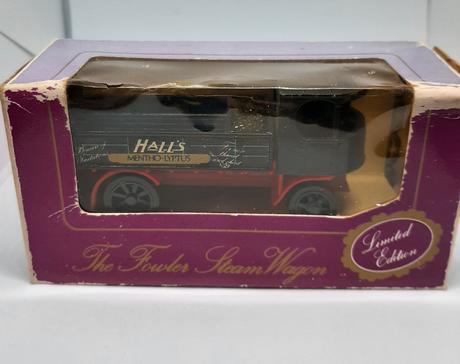 HALL'S
MENTHO-LYPTUS
The Fowler Steam Wagon
Limited
Edition